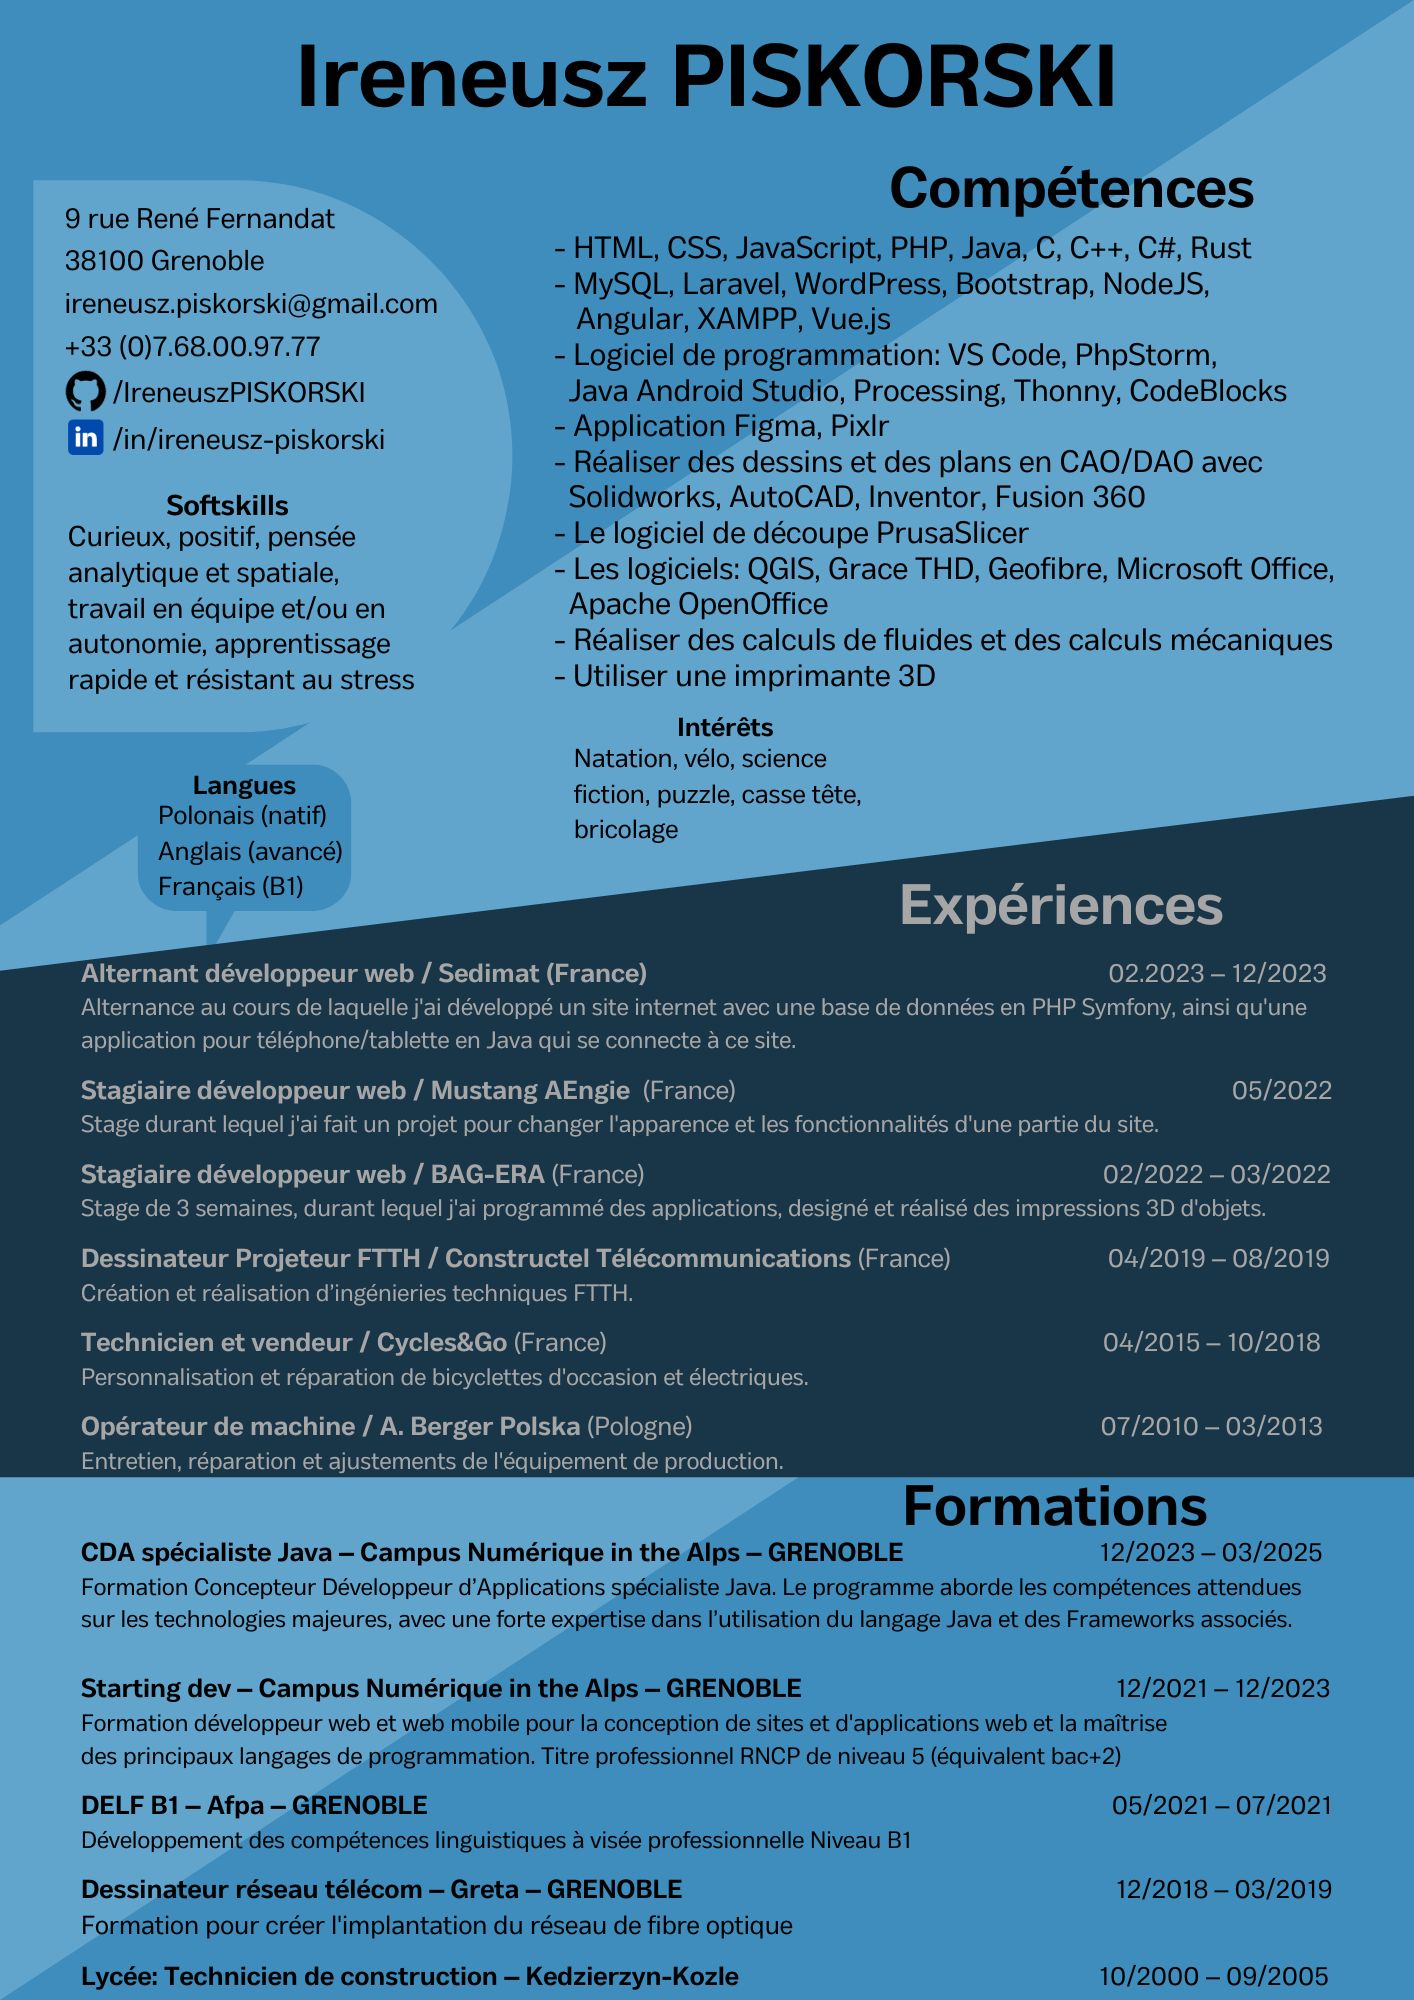 Ireneusz PISKORSKI
9 rue René Fernandat
38100 Grenoble
ireneusz.piskorski@gmail.com
+33 (0)7.68.00.97.77
/IreneuszPISKORSKI
in /in/ireneusz-piskorski
Softskills
Curieux, positif, pensée
analytique et spatiale,
travail en équipe et/ou en
autonomie, apprentissage
rapide et résistant au stress
Langues
Polonais (natif)
Anglais (avancé)
Français (B1)
Compétences
- HTML, CSS, JavaScript, PHP, Java, C, C++, C#, Rust
- MySQL, Laravel, WordPress, Bootstrap, NodeJS,
Angular, XAMPP, Vue.js
- Logiciel de programmation: VS Code, PhpStorm,
Java Android Studio, Processing, Thonny, CodeBlocks
- Application Figma, Pixlr
- Réaliser des dessins et des plans en CAO/DAO avec
Solidworks, AutoCAD, Inventor, Fusion 360
- Le logiciel de découpe PrusaSlicer
- Les logiciels: QGIS, Grace THD, Geofibre, Microsoft Office,
Apache OpenOffice
- Réaliser des calculs de fluides et des calculs mécaniques
- Utiliser une imprimante 3D
Intérêts
Natation, vélo, science
fiction, puzzle, casse tête,
bricolage
Expériences
Alternant développeur web / Sedimat (France) 02.2023 – 12/2023
Alternance au cours de laquelle j'ai développé un site internet avec une base de données en PHP Symfony, ainsi qu'une
application pour téléphone/tablette en Java qui se connecte à ce site.
Stagiaire développeur web / Mustang AEngie (France) 05/2022
Stage durant lequel j'ai fait un projet pour changer l'apparence et les fonctionnalités d'une partie du site.
Stagiaire développeur web / BAG-ERA (France) 02/2022 – 03/2022
Stage de 3 semaines, durant lequel j'ai programmé des applications, designé et réalisé des impressions 3D d'objets.
Dessinateur Projeteur FTTH / Constructel Télécommunications (France) 04/2019 – 08/2019
Création et réalisation d’ingénieries techniques FTTH.
Technicien et vendeur / Cycles&Go (France) 04/2015 – 10/2018
Personnalisation et réparation de bicyclettes d'occasion et électriques.
Opérateur de machine / A. Berger Polska (Pologne) 07/2010 – 03/2013
Entretien, réparation et ajustements de l'équipement de production.
Formations
CDA spécialiste Java – Campus Numérique in the Alps – GRENOBLE 12/2023 – 03/2025
Formation Concepteur Développeur d’Applications spécialiste Java. Le programme aborde les compétences attendues
sur les technologies majeures, avec une forte expertise dans l’utilisation du langage Java et des Frameworks associés.
Starting dev – Campus Numérique in the Alps – GRENOBLE 12/2021 – 12/2023
Formation développeur web et web mobile pour la conception de sites et d'applications web et la maîtrise
des principaux langages de programmation. Titre professionnel RNCP de niveau 5 (équivalent bac+2)
DELF B1 – Afpa – GRENOBLE 05/2021 – 07/2021
Développement des compétences linguistiques à visée professionnelle Niveau B1
Dessinateur réseau télécom – Greta – GRENOBLE 12/2018 – 03/2019
Formation pour créer l'implantation du réseau de fibre optique
Lycée: Technicien de construction – Kedzierzyn-Kozle 10/2000 – 09/2005